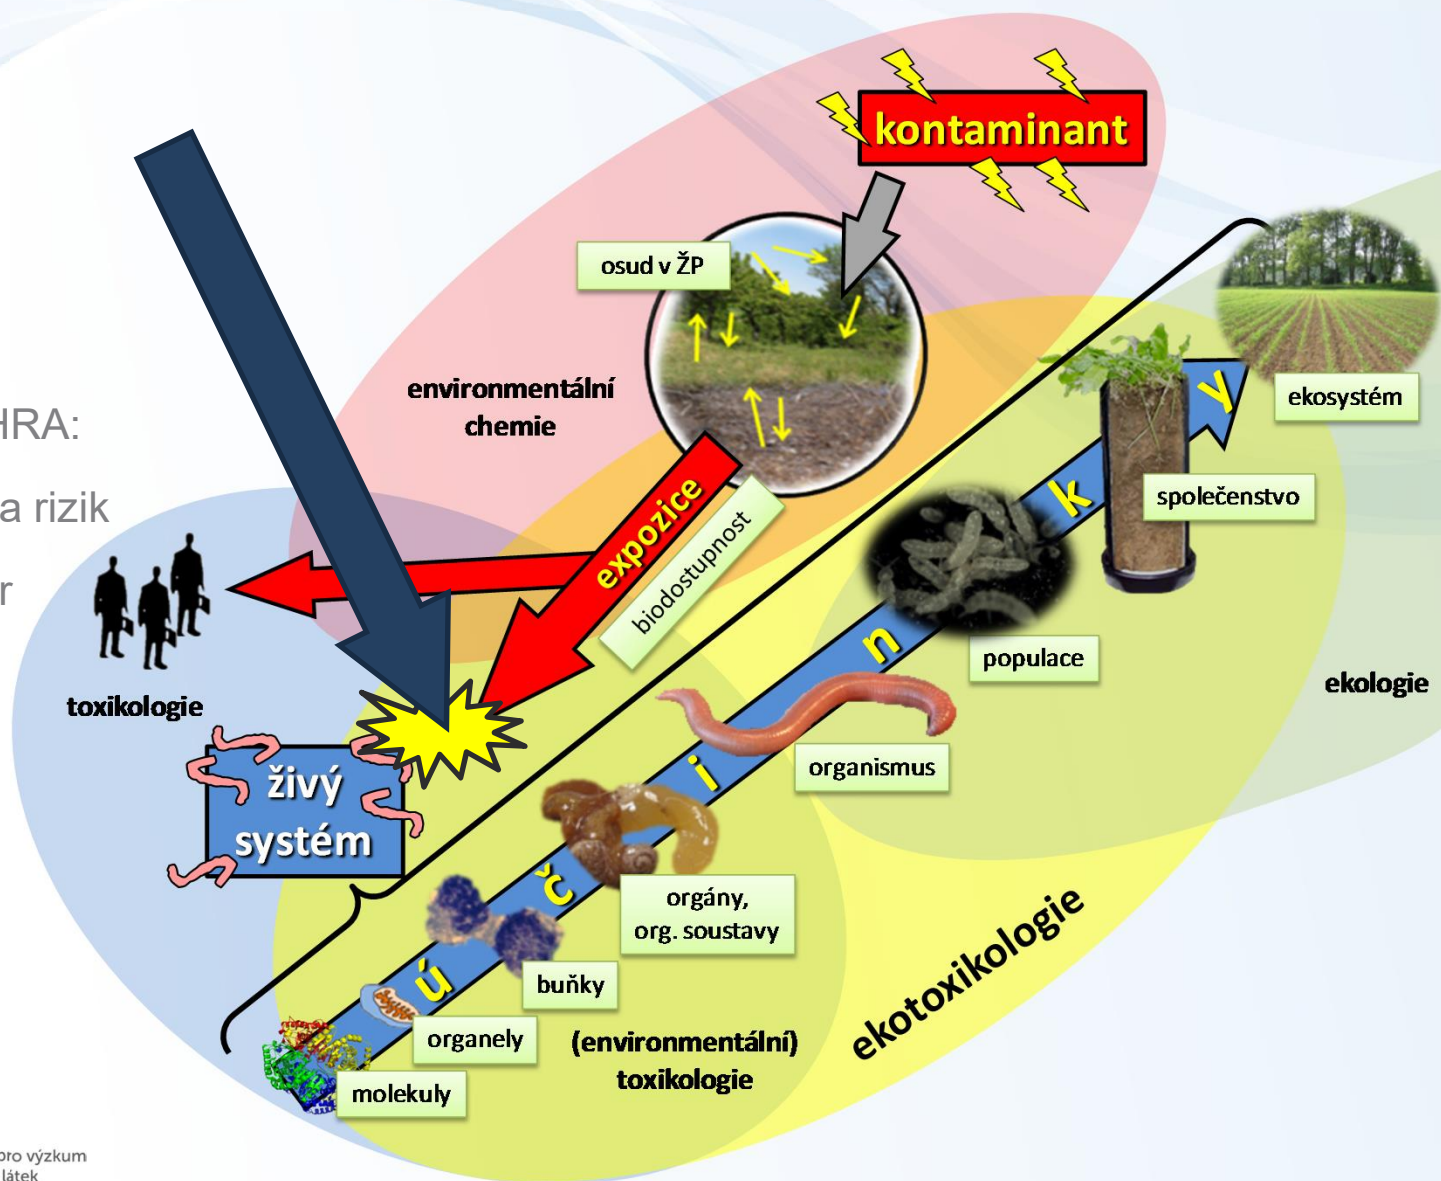 kontaminant
osud v ŽP
environmentální
chemie
HRA:
a rizik
r
expozice
biodostupnost
ekosystém
společenstvo
populace
ekologie
toxikologie
organismus
živý
systém
orgány,
org. soustavy
buňky
organely
molekuly
účinky
(environmentální)
toxikologie
ekotoxikologie
pro výzkum
látek